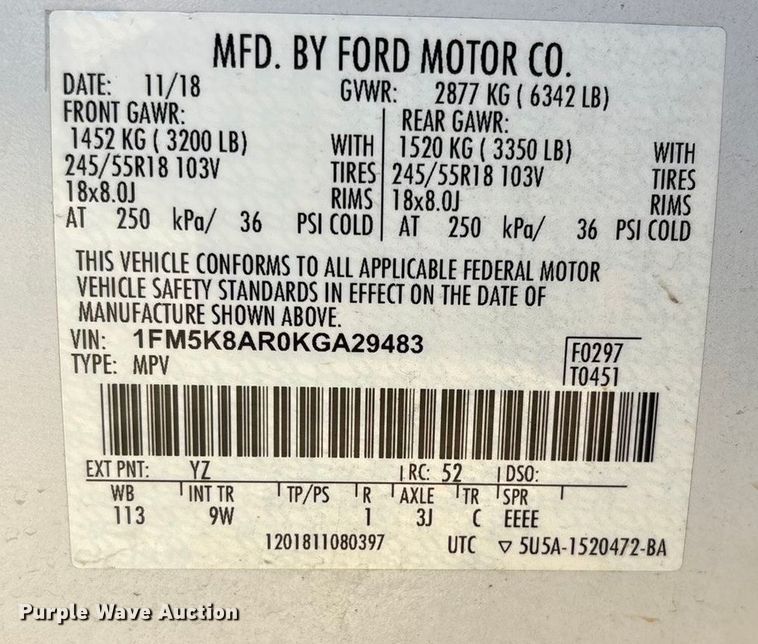 MFD. BY FORD MOTOR CO.
DATE: 11/18 GVWR: 2877 KG ( 6342 LB)
FRONT GAWR: REAR GAWR:
1452 KG ( 3200 LB) WITH 1520 KG ( 3350 LB) WITH
245/55R18 103V TIRES 245/55R18 103V TIRES
18x8.0J RIMS 18x8.0J RIMS
AT 250 kPa/ 36 PSI COLD AT 250 kPa/ 36 PSI COLD
THIS VEHICLE CONFORMS TO ALL APPLICABLE FEDERAL MOTOR
VEHICLE SAFETY STANDARDS IN EFFECT ON THE DATE OF
MANUFACTURE SHOWN ABOVE.
VIN: 1FM5K8AR0KGA29483 F0297
TYPE: MPV T0451
EXT PNT: YZ RC: 52 DSO:
WB INT TR TP/PS R AXLE TR SPR
113 9W 1 3J C EEEE
1201811080397 UTC ▽ 5U5A-1520472-BA
Purple Wave Auction